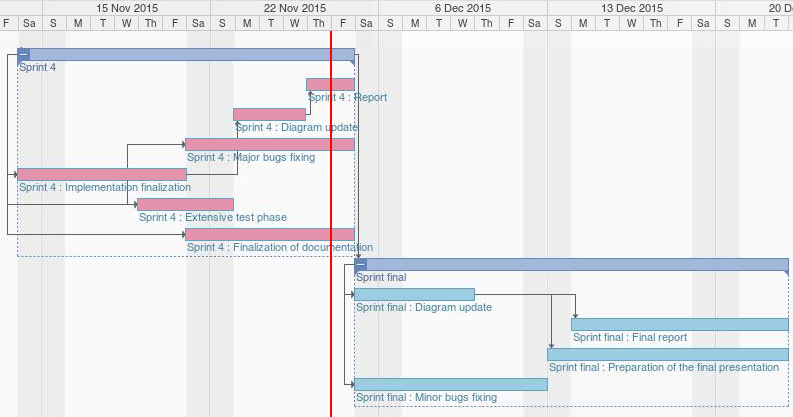 15 Nov 2015 22 Nov 2015 6 Dec 2015 13 Dec 2015 20 D
F Sa S M T W Th F Sa S M T W Th F Sa S M T W Th F Sa S M T W Th F Sa S M T
Sprint 4
Sprint 4 : Report
Sprint 4 : Diagram update
Sprint 4 : Major bugs fixing
Sprint 4 : Implementation finalization
Sprint 4 : Extensive test phase
Sprint 4 : Finalization of documentation
Sprint final
Sprint final : Diagram update
Sprint final : Final report
Sprint final : Preparation of the final presentation
Sprint final : Minor bugs fixing